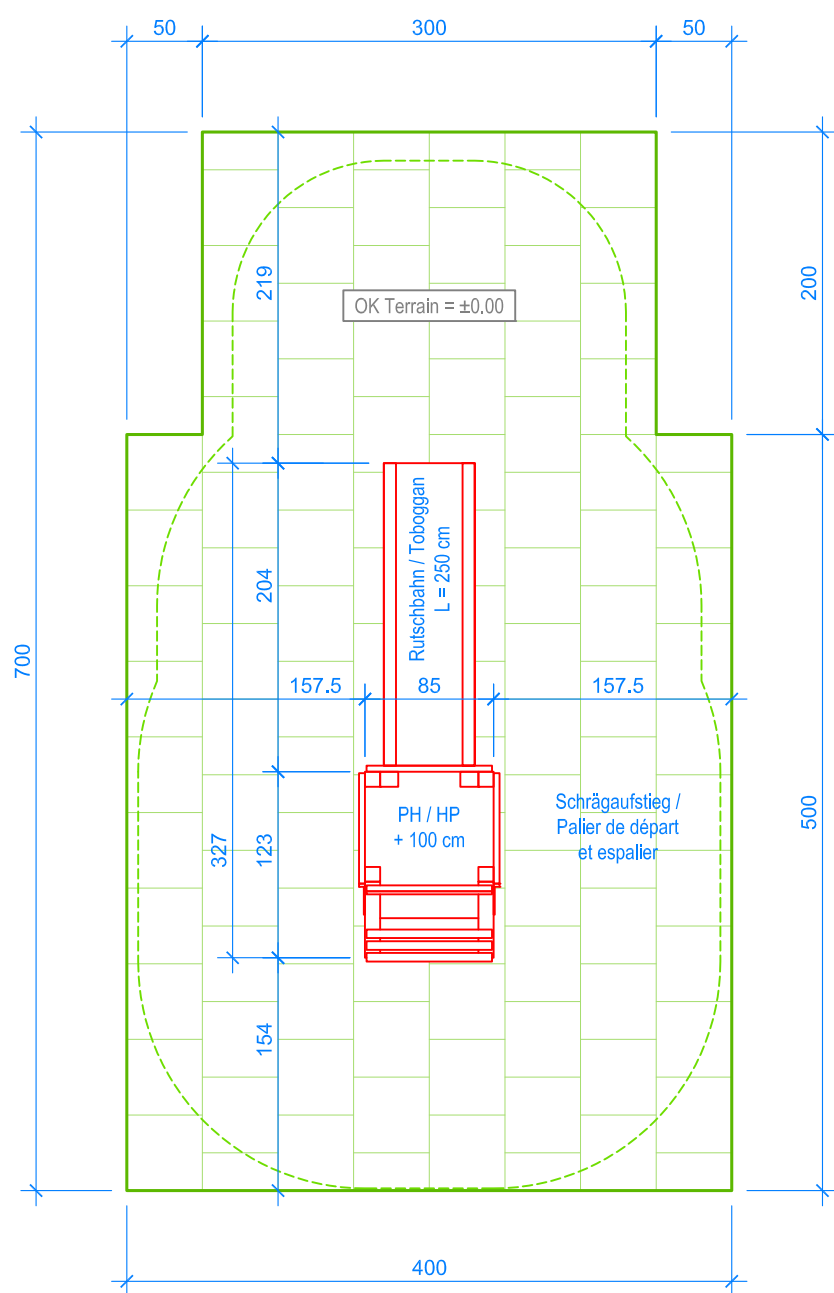 50
300
50
219
OK Terrain = ±0.00
200
700
Rutschbahn / Toboggan
L = 250 cm
204
157.5
85
157.5
327
123
PH / HP
+ 100 cm
Schrägaufstieg /
Palier de départ
et espalier
500
154
400